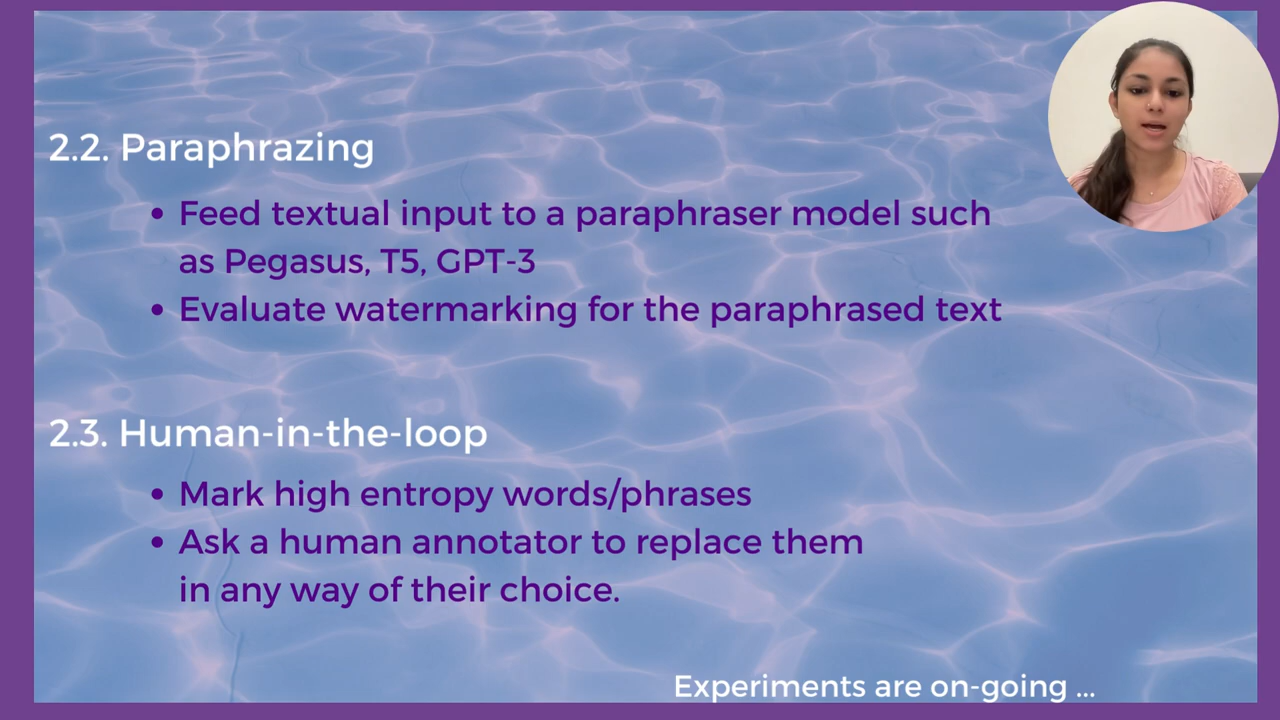 2.2. Paraphrazing
• Feed textual input to a paraphraser model such
as Pegasus, T5, GPT-3
• Evaluate watermarking for the paraphrased text
2.3. Human-in-the-loop
• Mark high entropy words/phrases
• Ask a human annotator to replace them
in any way of their choice.
Experiments are on-going ...